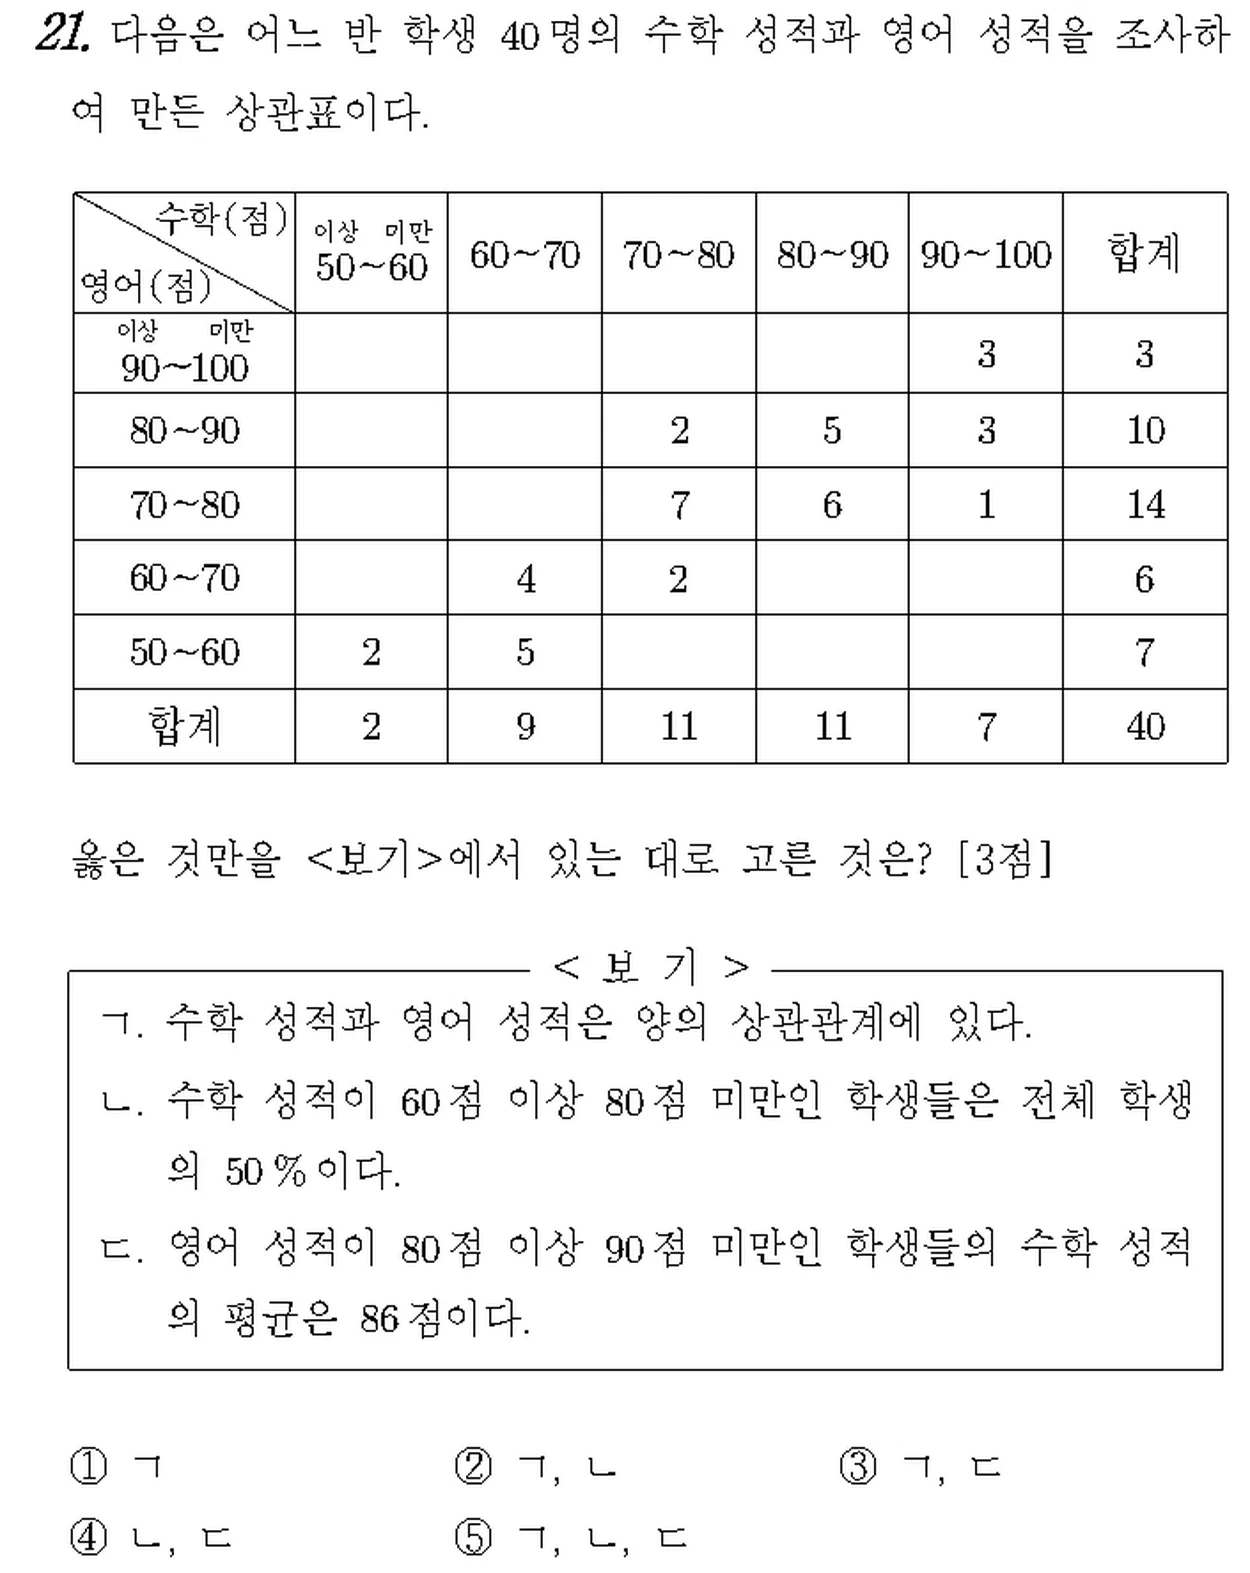 21. 다음은 어느 반 학생 40명의 수학 성적과 영어 성적을 조사하
여 만든 상관표이다.
수학(점)
영어(점)
이상 미만
50~60 60~70 70~80 80~90 90~100 합계
이상 미만
90~100 3 3
80~90 2 5 3 10
70~80 7 6 1 14
60~70 4 2 6
50~60 2 5 7
합계 2 9 11 11 7 40
옳은 것만을 <보기>에서 있는 대로 고른 것은? [3점]
< 보 기 >
ㄱ. 수학 성적과 영어 성적은 양의 상관관계에 있다.
ㄴ. 수학 성적이 60점 이상 80점 미만인 학생들은 전체 학생
의 50%이다.
ㄷ. 영어 성적이 80점 이상 90점 미만인 학생들의 수학 성적
의 평균은 86점이다.
① ㄱ ② ㄱ, ㄴ ③ ㄱ, ㄷ
④ ㄴ, ㄷ ⑤ ㄱ, ㄴ, ㄷ